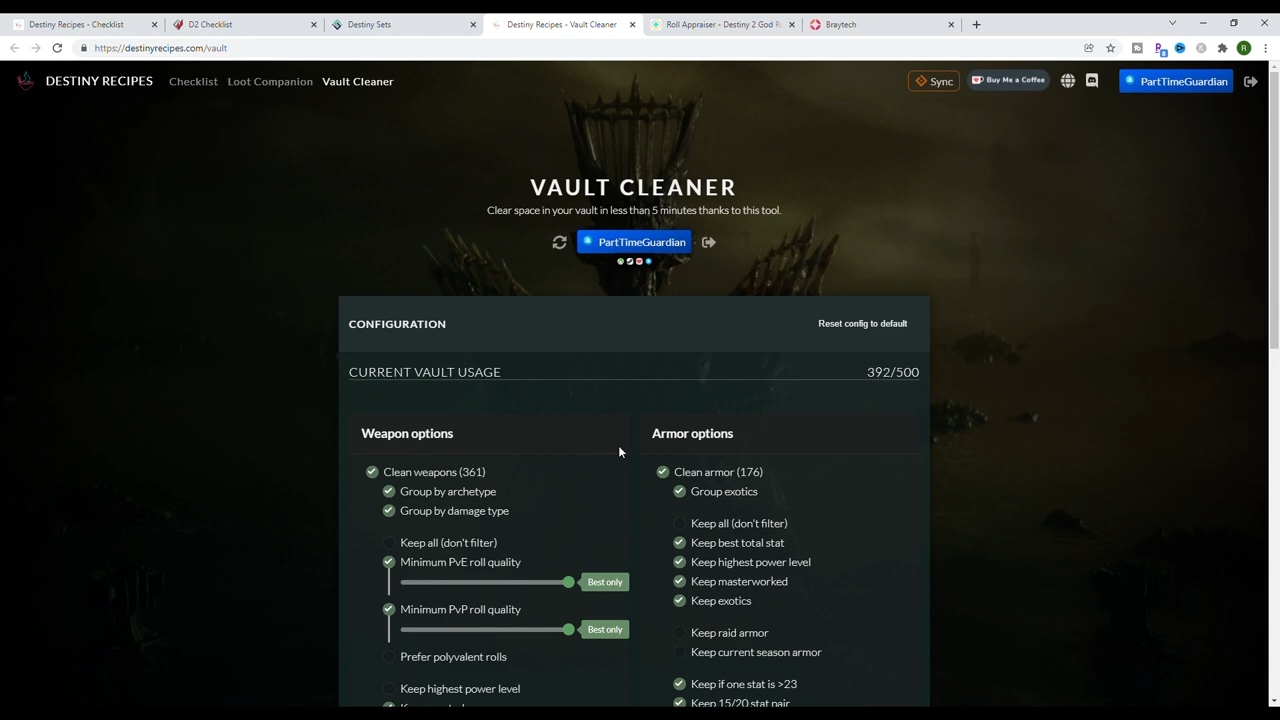 Destiny Recipes - Checklist
D2 Checklist
Destiny Sets
Destiny Recipes - Vault Cleaner
Roll Appraiser - Destiny 2 God Ro
Braytech
https://destinyrecipes.com/vault
R
DESTINY RECIPES
Checklist
Loot Companion
Vault Cleaner
Sync
Buy Me a Coffee
PartTimeGuardian
VAULT CLEANER
Clear space in your vault in less than 5 minutes thanks to this tool.
PartTimeGuardian
CONFIGURATION
Reset config to default
CURRENT VAULT USAGE
392/500
Weapon options
Clean weapons (361)
Group by archetype
Group by damage type
Keep all (don't filter)
Minimum PvE roll quality
Best only
Minimum PvP roll quality
Best only
Prefer polyvalent rolls
Keep highest power level
Armor options
Clean armor (176)
Group exotics
Keep all (don't filter)
Keep best total stat
Keep highest power level
Keep masterworked
Keep exotics
Keep raid armor
Keep current season armor
Keep if one stat is >23
Keep 15/20 stat pair